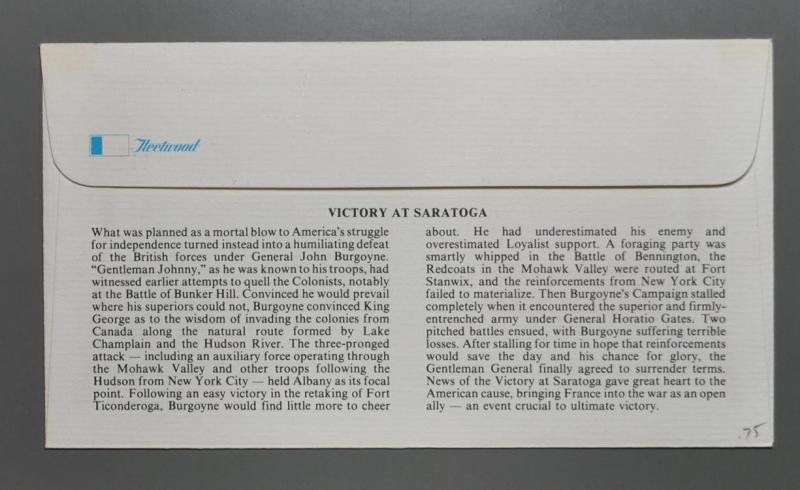 Fleetwood
VICTORY AT SARATOGA
What was planned as a mortal blow to America's struggle
for independence turned instead into a humiliating defeat
of the British forces under General John Burgoyne.
"Gentleman Johnny," as he was known to his troops, had
witnessed earlier attempts to quell the Colonists, notably
at the Battle of Bunker Hill. Convinced he would prevail
where his superiors could not, Burgoyne convinced King
George as to the wisdom of invading the colonies from
Canada along the natural route formed by Lake
Champlain and the Hudson River. The three-pronged
attack — including an auxiliary force operating through
the Mohawk Valley and other troops following the
Hudson from New York City — held Albany as its focal
point. Following an easy victory in the retaking of Fort
Ticonderoga, Burgoyne would find little more to cheer
about. He had underestimated his enemy and
overestimated Loyalist support. A foraging party was
smartly whipped in the Battle of Bennington, the
Redcoats in the Mohawk Valley were routed at Fort
Stanwix, and the reinforcements from New York City
failed to materialize. Then Burgoyne's Campaign stalled
completely when it encountered the superior and firmly-
entrenched army under General Horatio Gates. Two
pitched battles ensued, with Burgoyne suffering terrible
losses. After stalling for time in hope that reinforcements
would save the day and his chance for glory, the
Gentleman General finally agreed to surrender terms.
News of the Victory at Saratoga gave great heart to the
American cause, bringing France into the war as an open
ally — an event crucial to ultimate victory.
.75